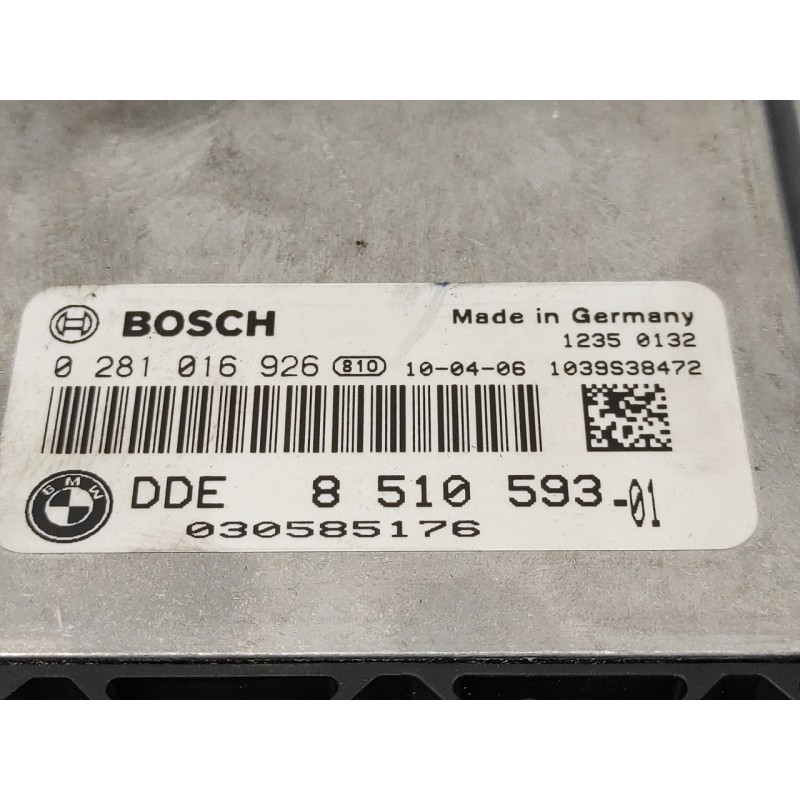 BOSCH Made in Germany
1235 0132
0 281 016 926 810 10-04-06 1039S38472
BMW DDE 8 510 593-01
030585176